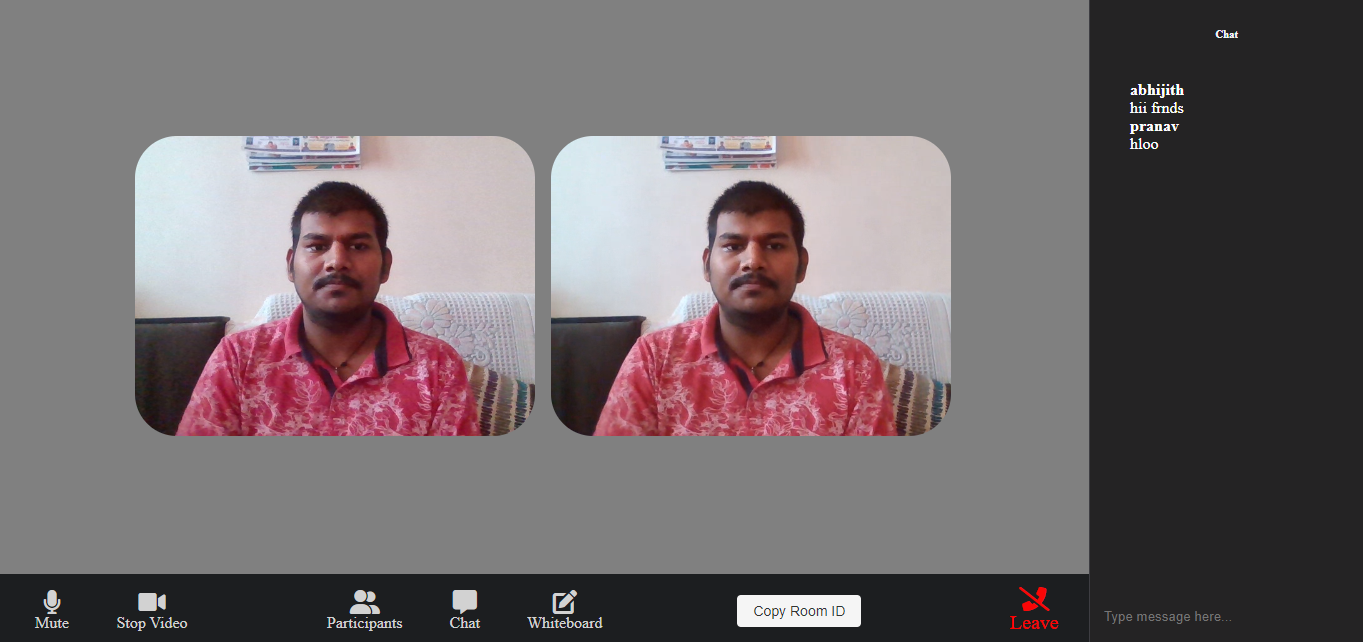 Chat
abhijith
hii frnds
pranav
hloo
Mute
Stop Video
Participants
Chat
Whiteboard
Copy Room ID
Leave
Type message here...